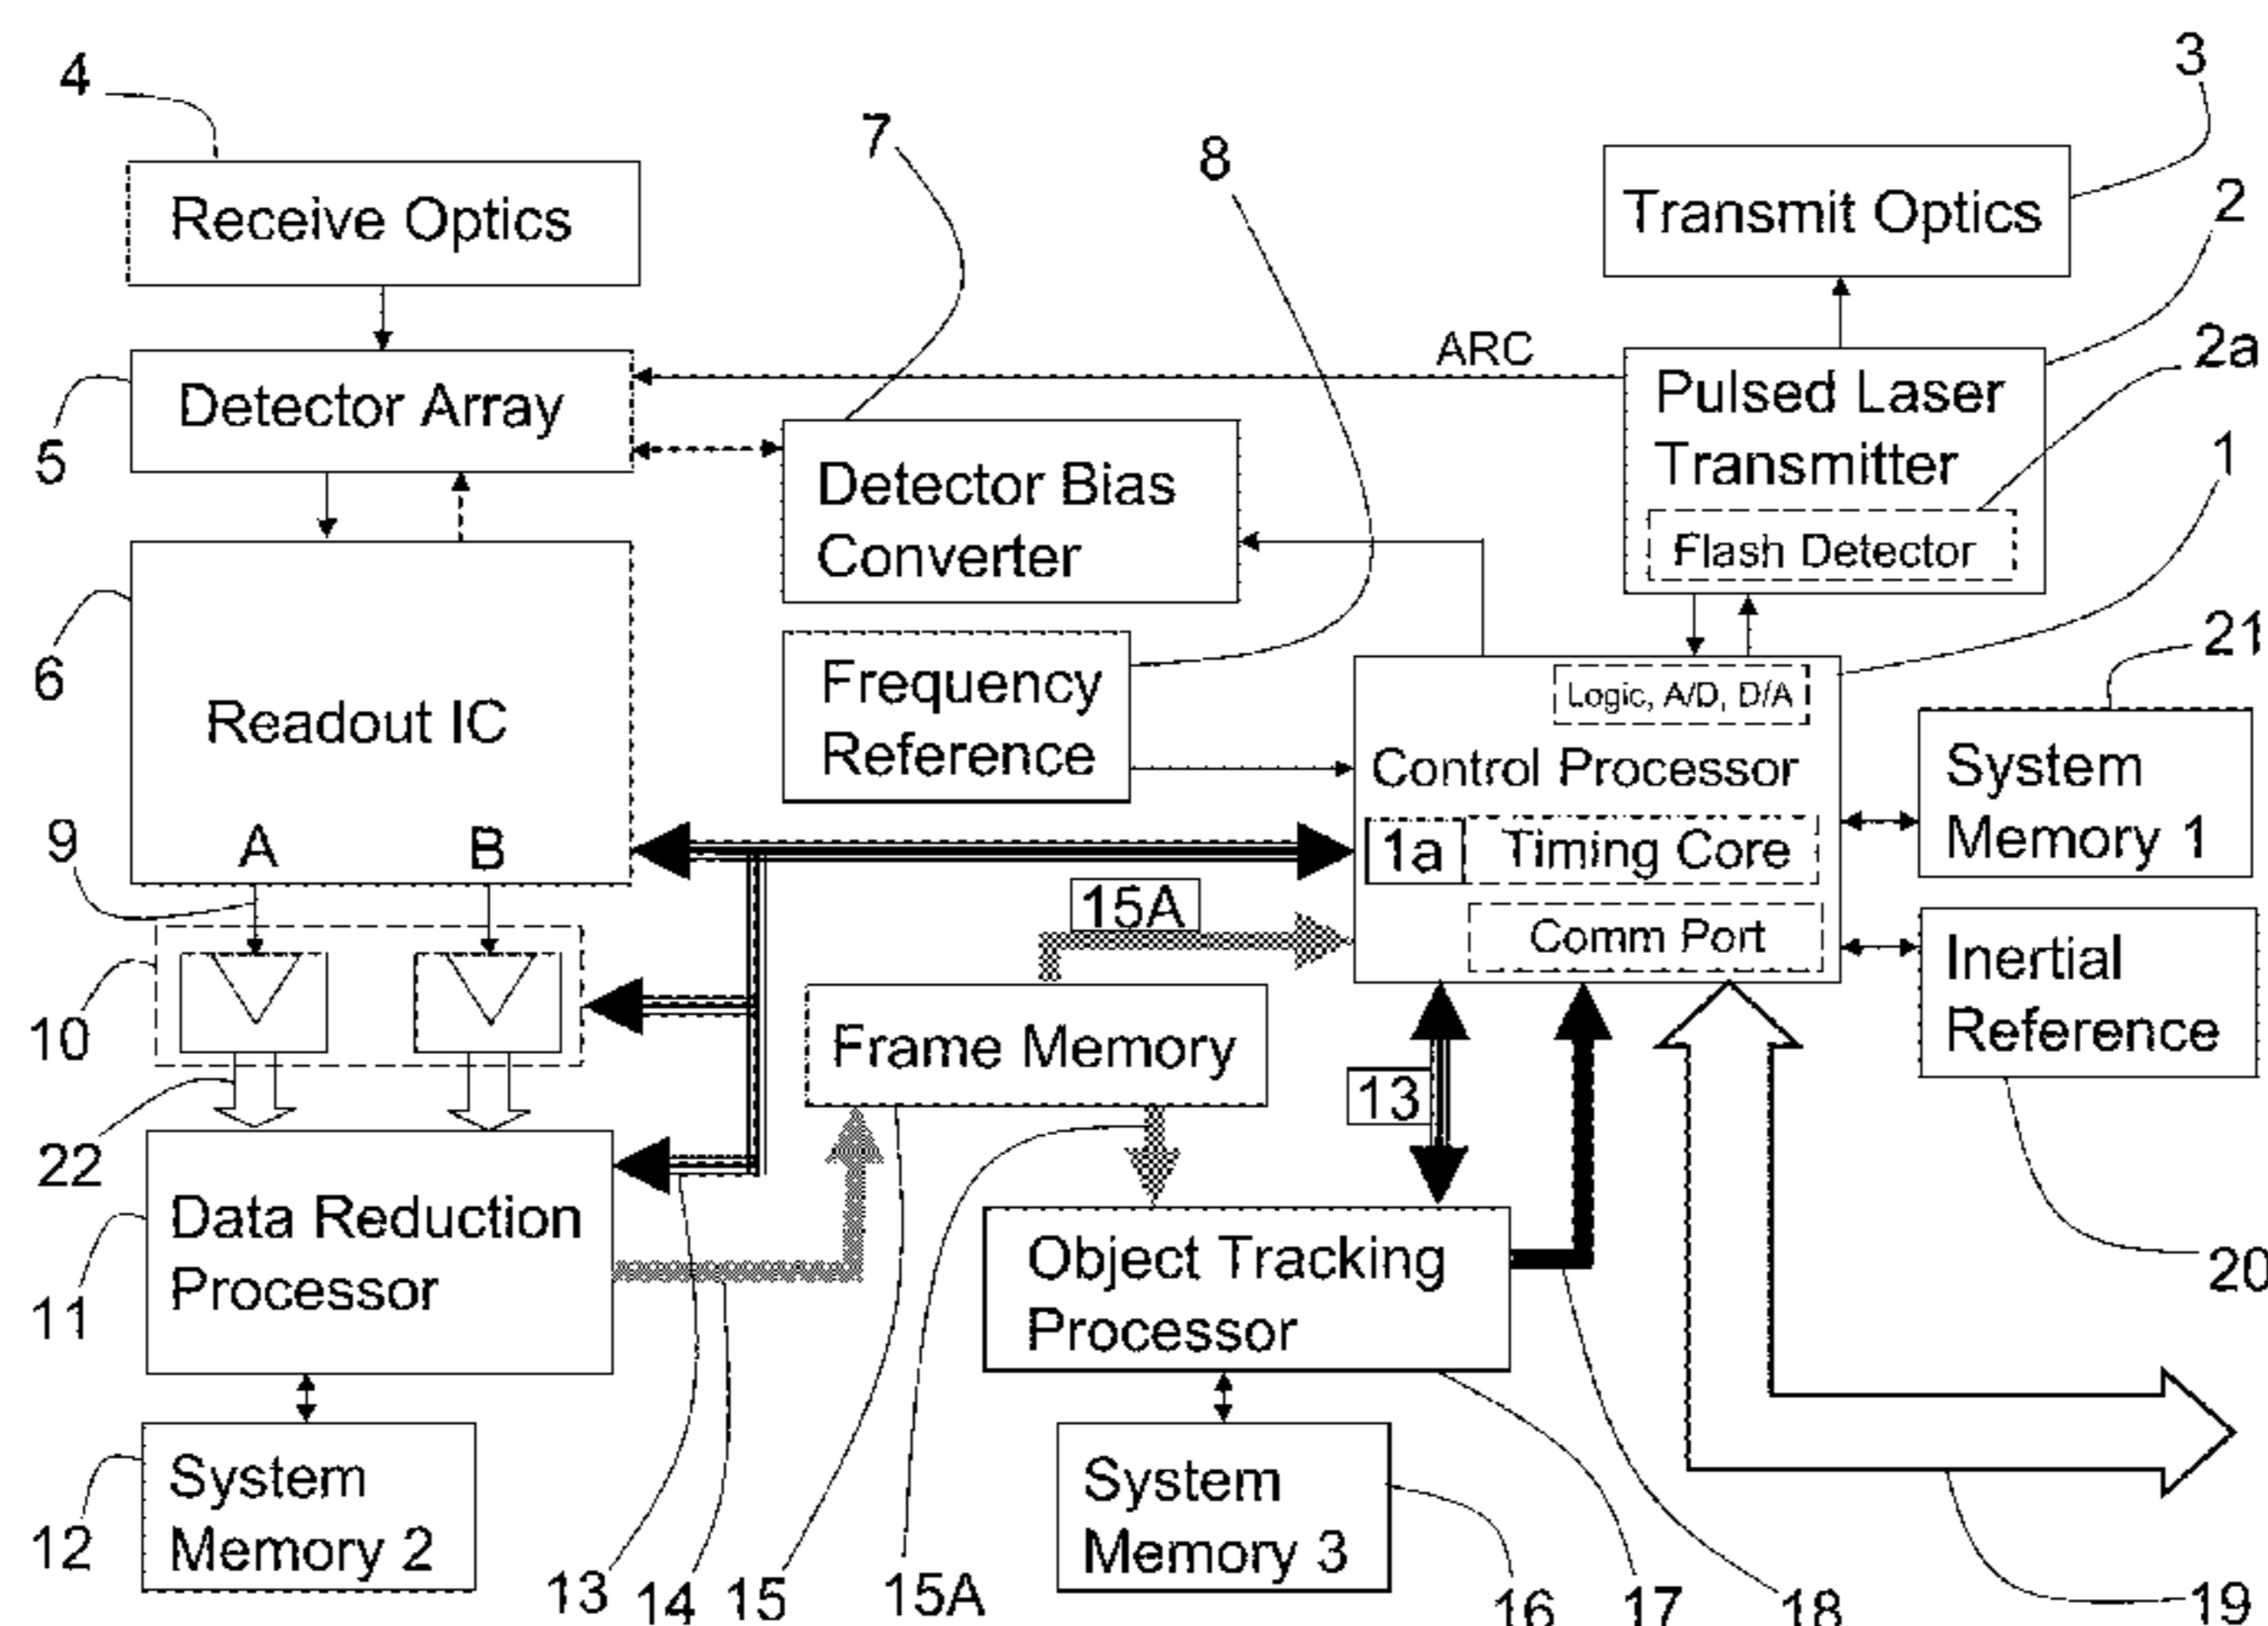 4
3
7
8
Receive Optics
Transmit Optics
2
ARC
2a
Detector Array
Pulsed Laser
Transmitter
5
Detector Bias
Converter
1
Flash Detector
6
Frequency
Reference
21
Logic, A/D, D/A
Readout IC
Control Processor
System
Memory 1
9
A
B
1a
Timing Core
15A
Comm Port
10
Frame Memory
Inertial
Reference
13
22
Data Reduction
Processor
11
Object Tracking
Processor
20
System
Memory 2
12
System
Memory 3
13
14
15
15A
16
17
18
19